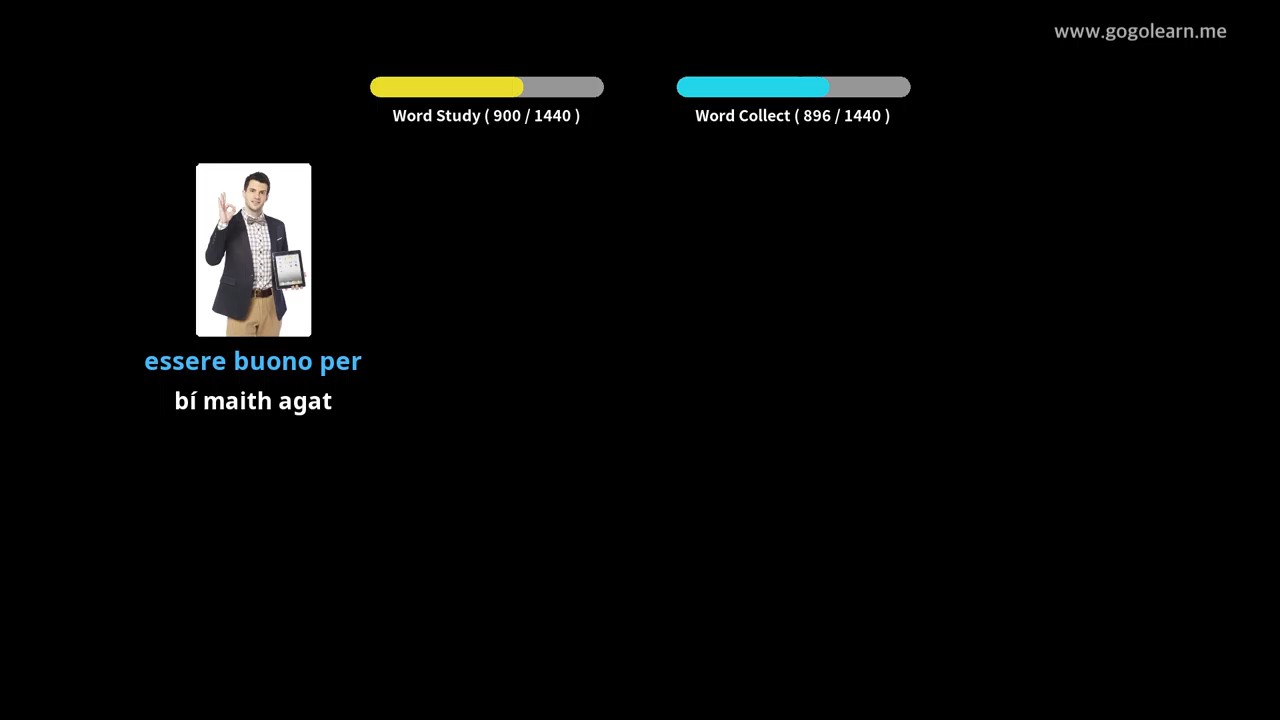 www.gogolearn.me
Word Study ( 900 / 1440 )
Word Collect ( 896 / 1440 )
essere buono per
bí maith agat